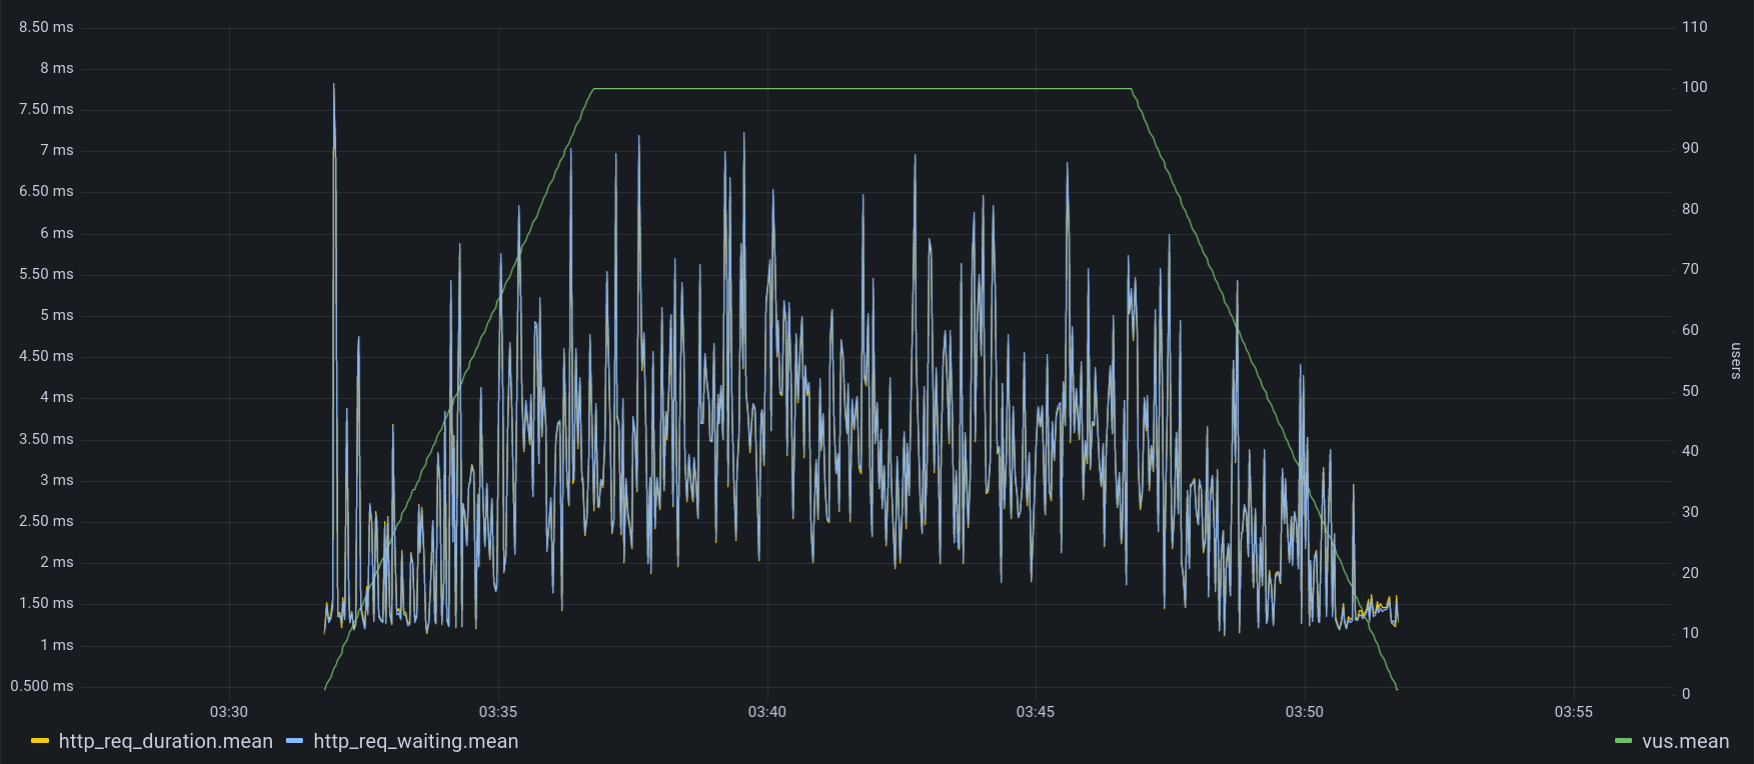 8.50 ms
8 ms
7.50 ms
7 ms
6.50 ms
6 ms
5.50 ms
5 ms
4.50 ms
4 ms
3.50 ms
3 ms
2.50 ms
2 ms
1.50 ms
1 ms
0.500 ms
110
100
90
80
70
60
50
40
30
20
10
0
users
03:30 03:35 03:40 03:45 03:50 03:55
http_req_duration.mean http_req_waiting.mean vus.mean